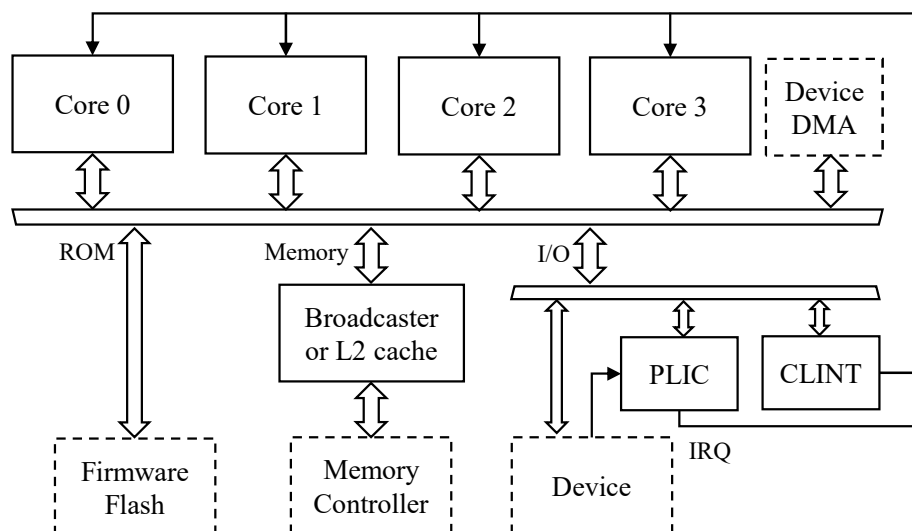 Core 0
Core 1
Core 2
Core 3
Device
DMA
ROM
Memory
I/O
Broadcaster
or L2 cache
PLIC
CLINT
IRQ
Firmware
Flash
Memory
Controller
Device